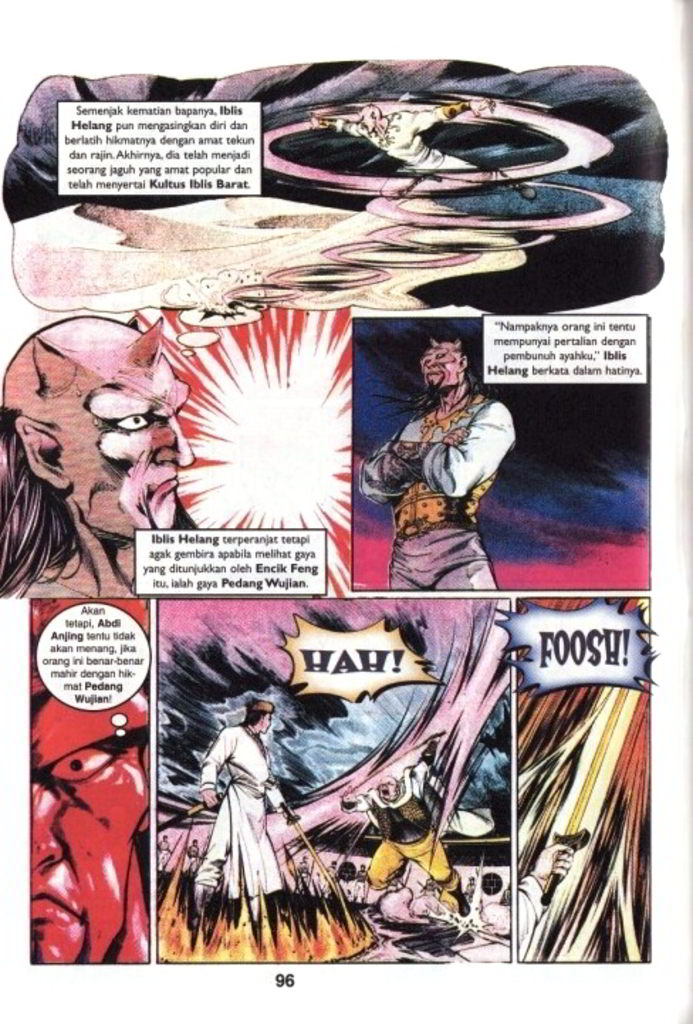 Semenjak kematian bapanya, Iblis
Helang pun mengasingkan diri dan
berlatih hikmatnya dengan amat tekun
dan rajin. Akhirnya, dia telah menjadi
seorang jaguh yang amat popular dan
telah menyertai Kultus Iblis Barat.
"Nampaknya orang ini tentu
mempunyai pertalian dengan
pembunuh ayahku," Iblis
Helang berkata dalam hatinya.
Iblis Helang terperanjat tetapi
agak gembira apabila melihat gaya
yang ditunjukkan oleh Encik Feng
itu, ialah gaya Pedang Wujian.
Akan
tetapi, Abdi
Anjing tentu tidak
akan menang, jika
orang ini benar-benar
mahir dengan hik-
mat Pedang
Wujian!
HAH!
FOOSH!
96